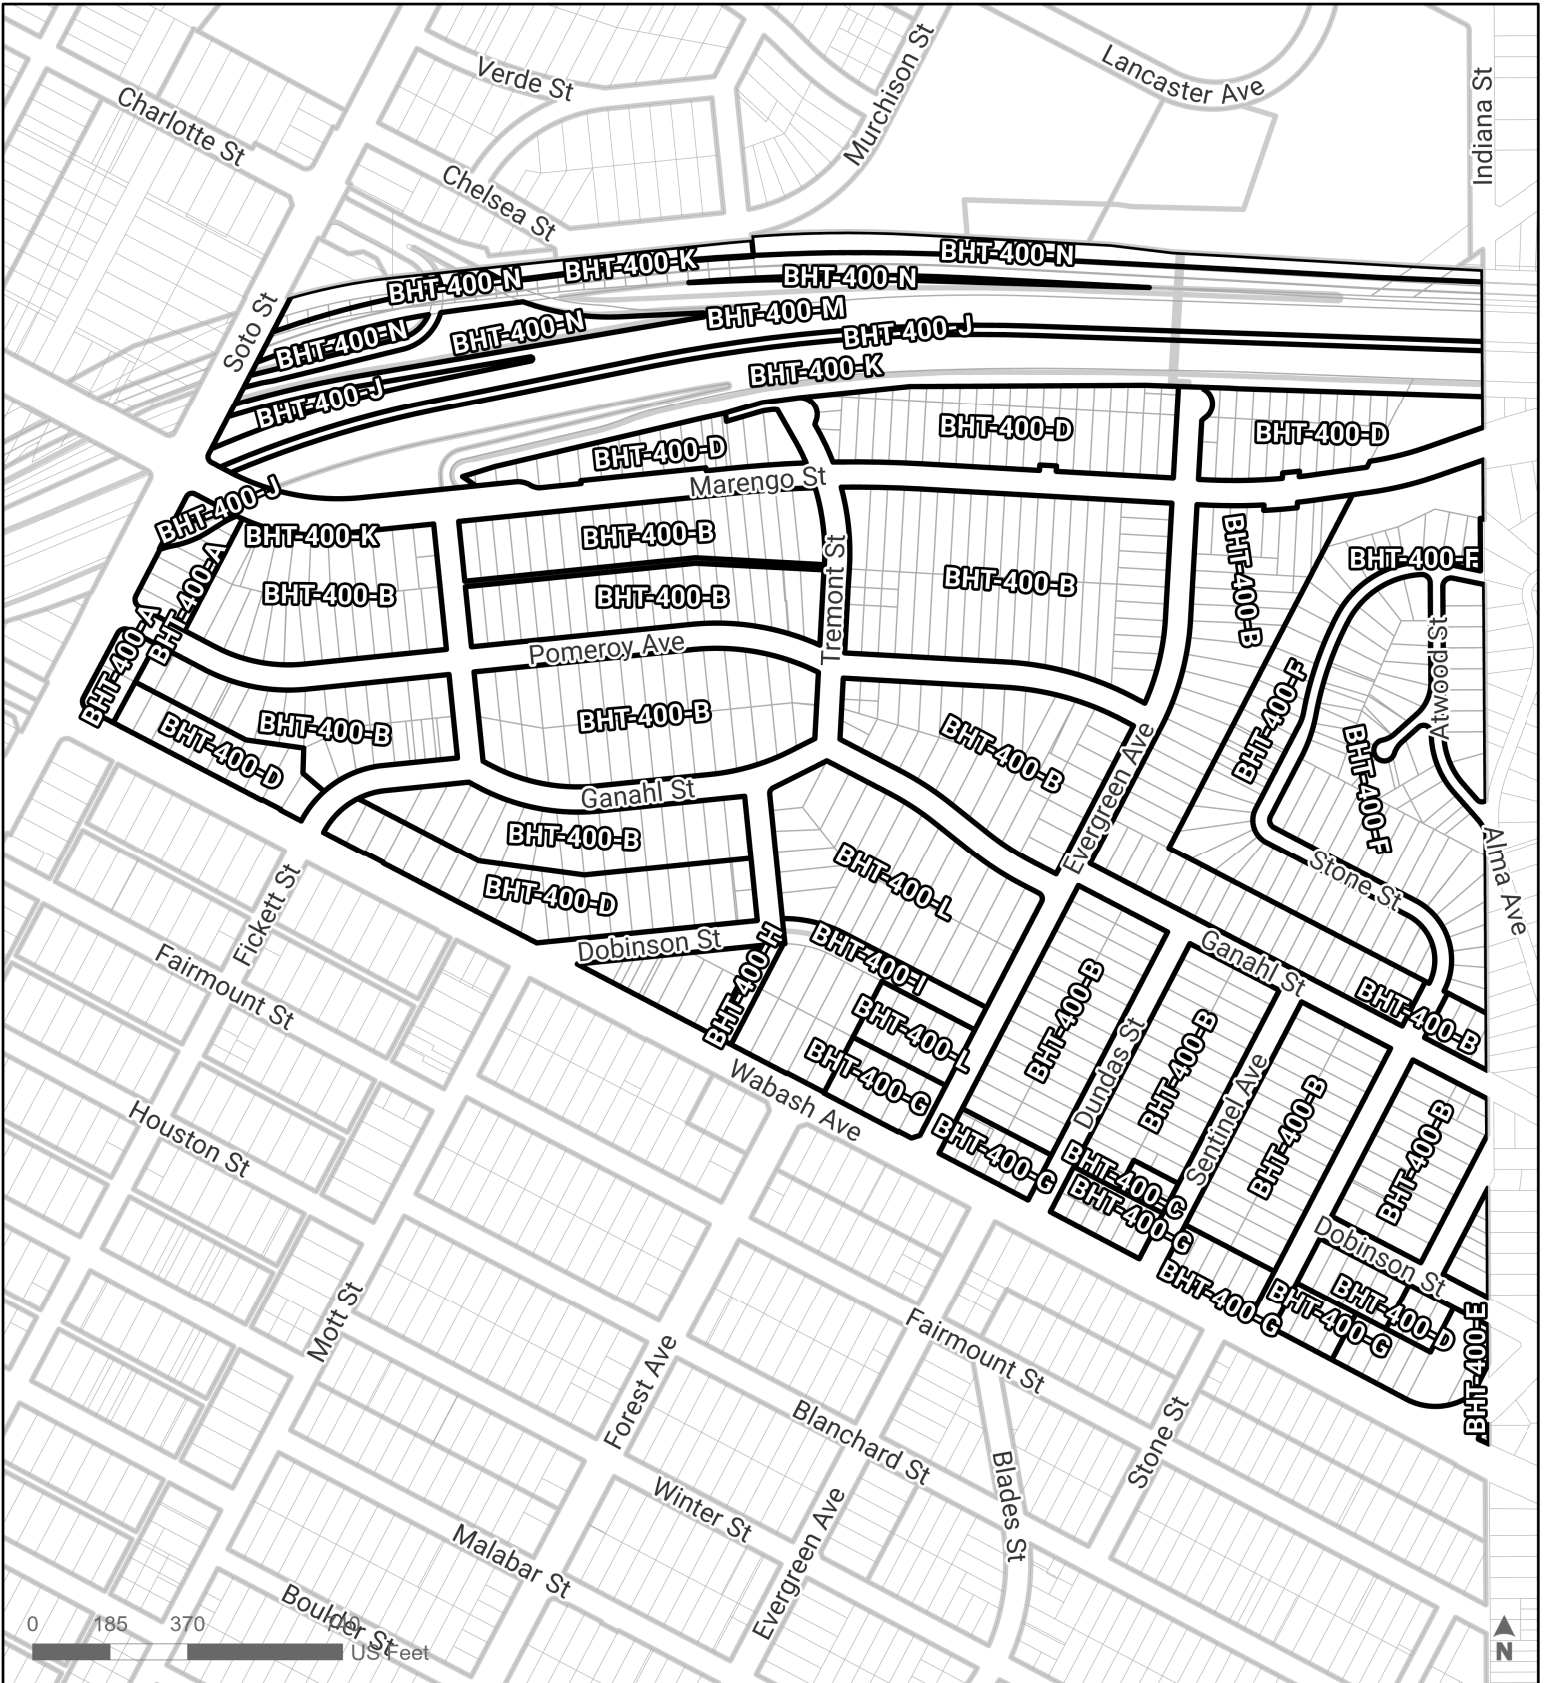 Verde St
Murchison St
Lancaster Ave
Indiana St
Charlotte St
Chelsea St
BHT-400-N
BHT-400-K
BHT-400-N
BHT-400-N
BHT-400-M
Soto St
BHT-400-N
BHT-400-N
BHT-400-J
BHT-400-K
BHT-400-J
BHT-400-D
BHT-400-D
BHT-400-D
Marengo St
BHT-400-J
BHT-400-K
BHT-400-B
BHT-400-B
BHT-400-F
BHT-400-A
BHT-400-B
BHT-400-B
Tremont St
BHT-400-B
BHT-400-A
Pomeroy Ave
Atwood St
BHT-400-B
BHT-400-B
BHT-400-B
BHT-400-F
BHT-400-D
BHT-400-F
Evergreen Ave
Ganahl St
BHT-400-B
BHT-400-L
Stone St
Alma Ave
BHT-400-D
Fickett St
Dobinson St
BHT-400-H
BHT-400-I
Ganahl St
Fairmount St
BHT-400-B
BHT-400-L
BHT-400-B
BHT-400-B
BHT-400-G
Wabash Ave
Dundas St
Sentinel Ave
BHT-400-B
BHT-400-B
Houston St
BHT-400-G
BHT-400-C
BHT-400-G
Dobinson St
BHT-400-G
BHT-400-G
BHT-400-D
BHT-400-E
Mott St
Fairmount St
Forest Ave
Blanchard St
Stone St
Winter St
Blades St
Evergreen Ave
Malabar St
Boulder St
0 185 370 740
US Feet
N